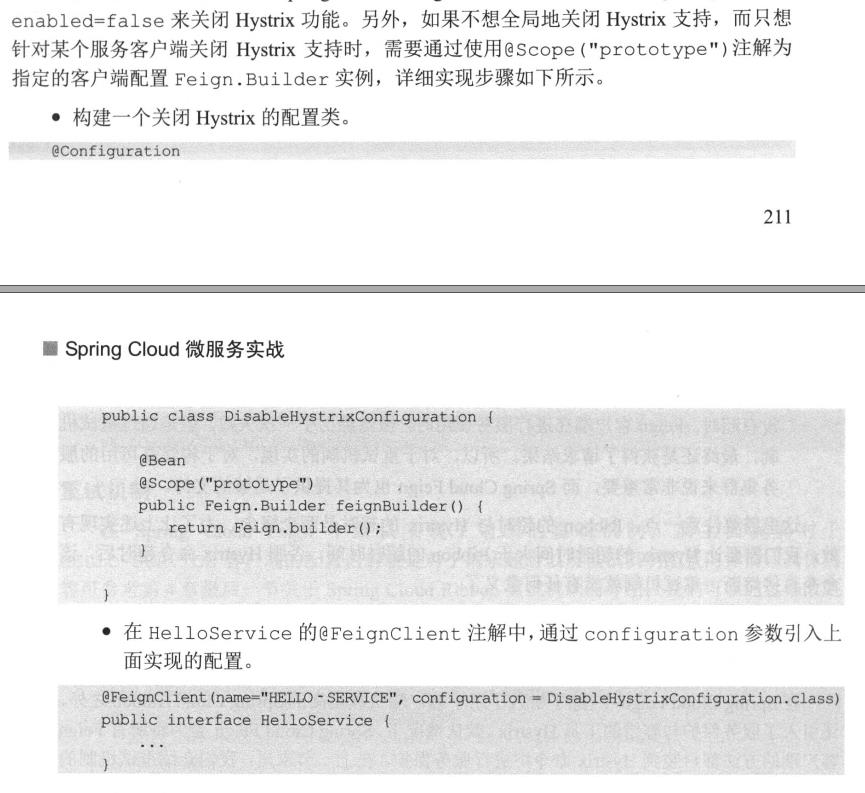 enabled=false 来关闭 Hystrix 功能。另外，如果不想全局地关闭 Hystrix 支持，而只想
针对某个服务客户端关闭 Hystrix 支持时，需要通过使用@Scope("prototype")注解为
指定的客户端配置 Feign.Builder 实例，详细实现步骤如下所示。
● 构建一个关闭 Hystrix 的配置类。
@Configuration
211
■ Spring Cloud 微服务实战
public class DisableHystrixConfiguration {
@Bean
@Scope("prototype")
public Feign.Builder feignBuilder() {
return Feign.builder();
}
}
● 在 HelloService 的@FeignClient 注解中，通过 configuration 参数引入上
面实现的配置。
@FeignClient(name="HELLO-SERVICE", configuration = DisableHystrixConfiguration.class)
public interface HelloService {
...
}